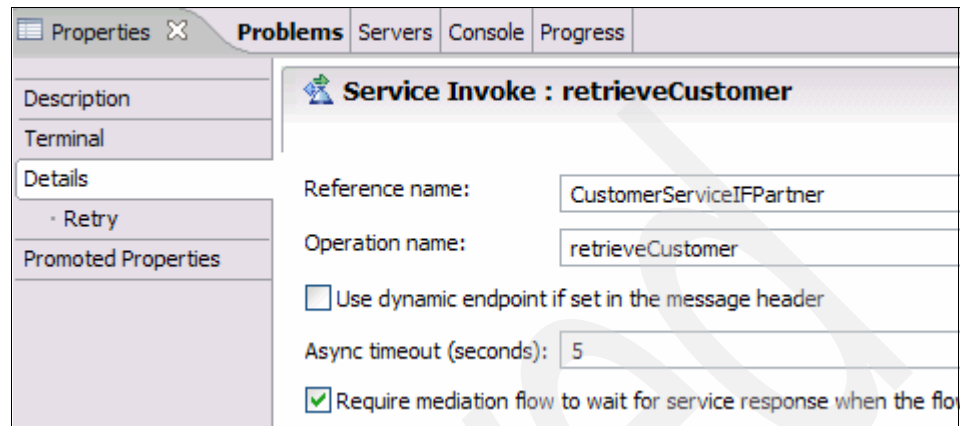 Properties Problems Servers Console Progress
Description
Terminal
Details
Retry
Promoted Properties
Service Invoke : retrieveCustomer
Reference name: CustomerServiceIFPartner
Operation name: retrieveCustomer
Use dynamic endpoint if set in the message header
Async timeout (seconds): 5
Require mediation flow to wait for service response when the flo